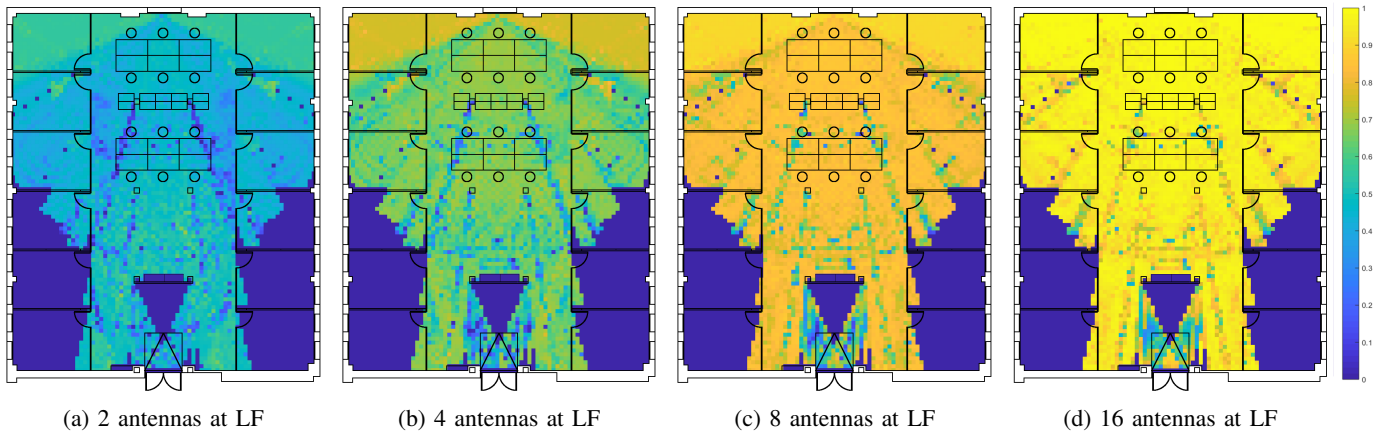 1
0.9
0.8
0.7
0.6
0.5
0.4
0.3
0.2
0.1
0
(a) 2 antennas at LF
(b) 4 antennas at LF
(c) 8 antennas at LF
(d) 16 antennas at LF